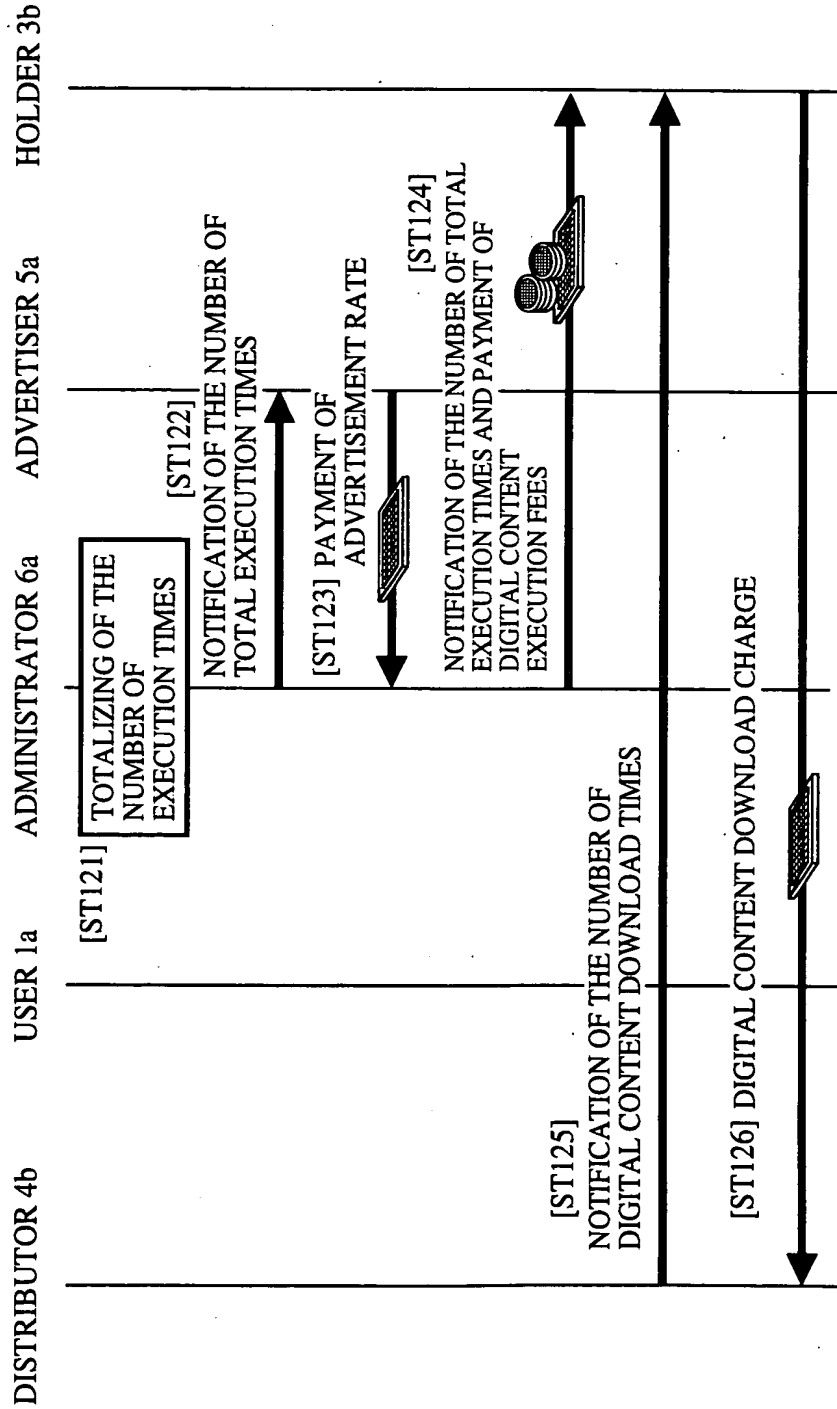 DISTRIBUTOR 4b
USER 1a
ADMINISTRATOR 6a
ADVERTISER 5a
HOLDER 3b
[ST121]
TOTALIZING OF THE
NUMBER OF
EXECUTION TIMES
[ST122]
NOTIFICATION OF THE NUMBER OF
TOTAL EXECUTION TIMES
[ST123] PAYMENT OF
ADVERTISEMENT RATE
[ST124]
NOTIFICATION OF THE NUMBER OF TOTAL
EXECUTION TIMES AND PAYMENT OF
DIGITAL CONTENT
EXECUTION FEES
[ST125]
NOTIFICATION OF THE NUMBER OF
DIGITAL CONTENT DOWNLOAD TIMES
[ST126] DIGITAL CONTENT DOWNLOAD CHARGE